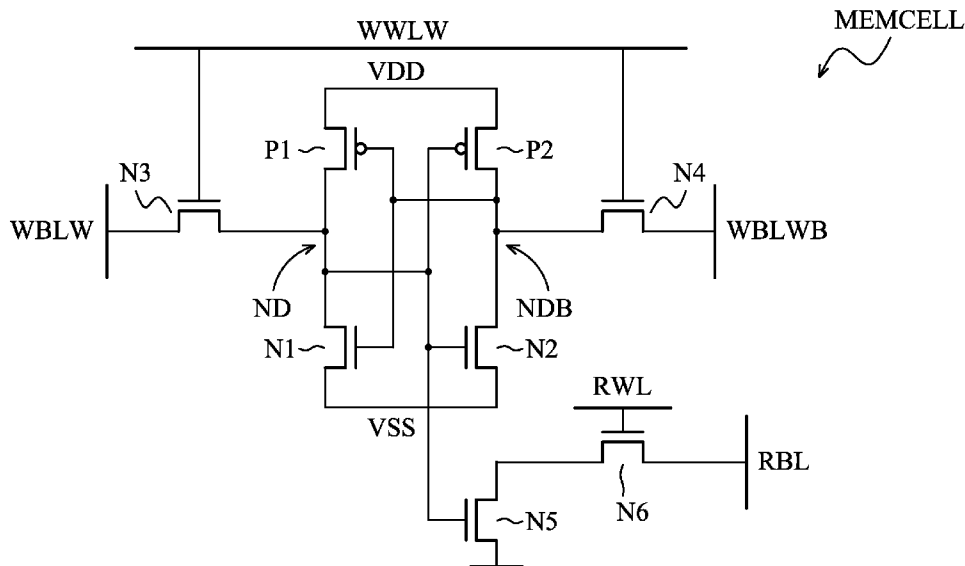 MEMCELL
WWLW
VDD
P1
P2
N3
N4
WBLW
WBLWB
ND
NDB
N1
N2
RWL
VSS
RBL
N6
N5